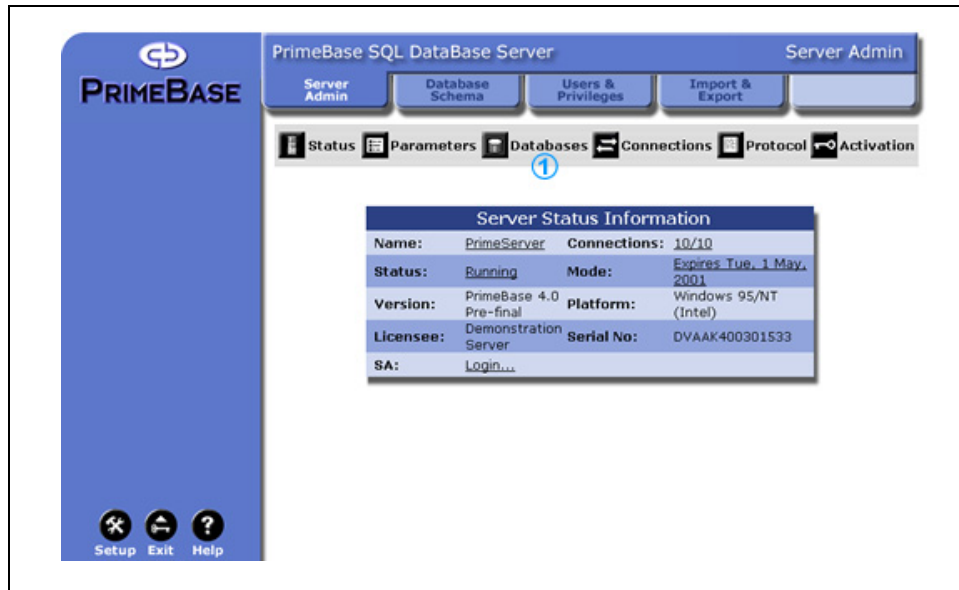 PRIMEBASE
PrimeBase SQL DataBase Server Server Admin
Server Admin
Database Schema
Users & Privileges
Import & Export
Status Parameters Databases Connections Protocol Activation
1
Server Status Information
Name: PrimeServer Connections: 10/10
Status: Running Mode: Expires Tue, 1 May, 2001
Version: PrimeBase 4.0 Pre-final Platform: Windows 95/NT (Intel)
Licensee: Demonstration Server Serial No: DVAAK400301533
SA: Login...
Setup Exit Help